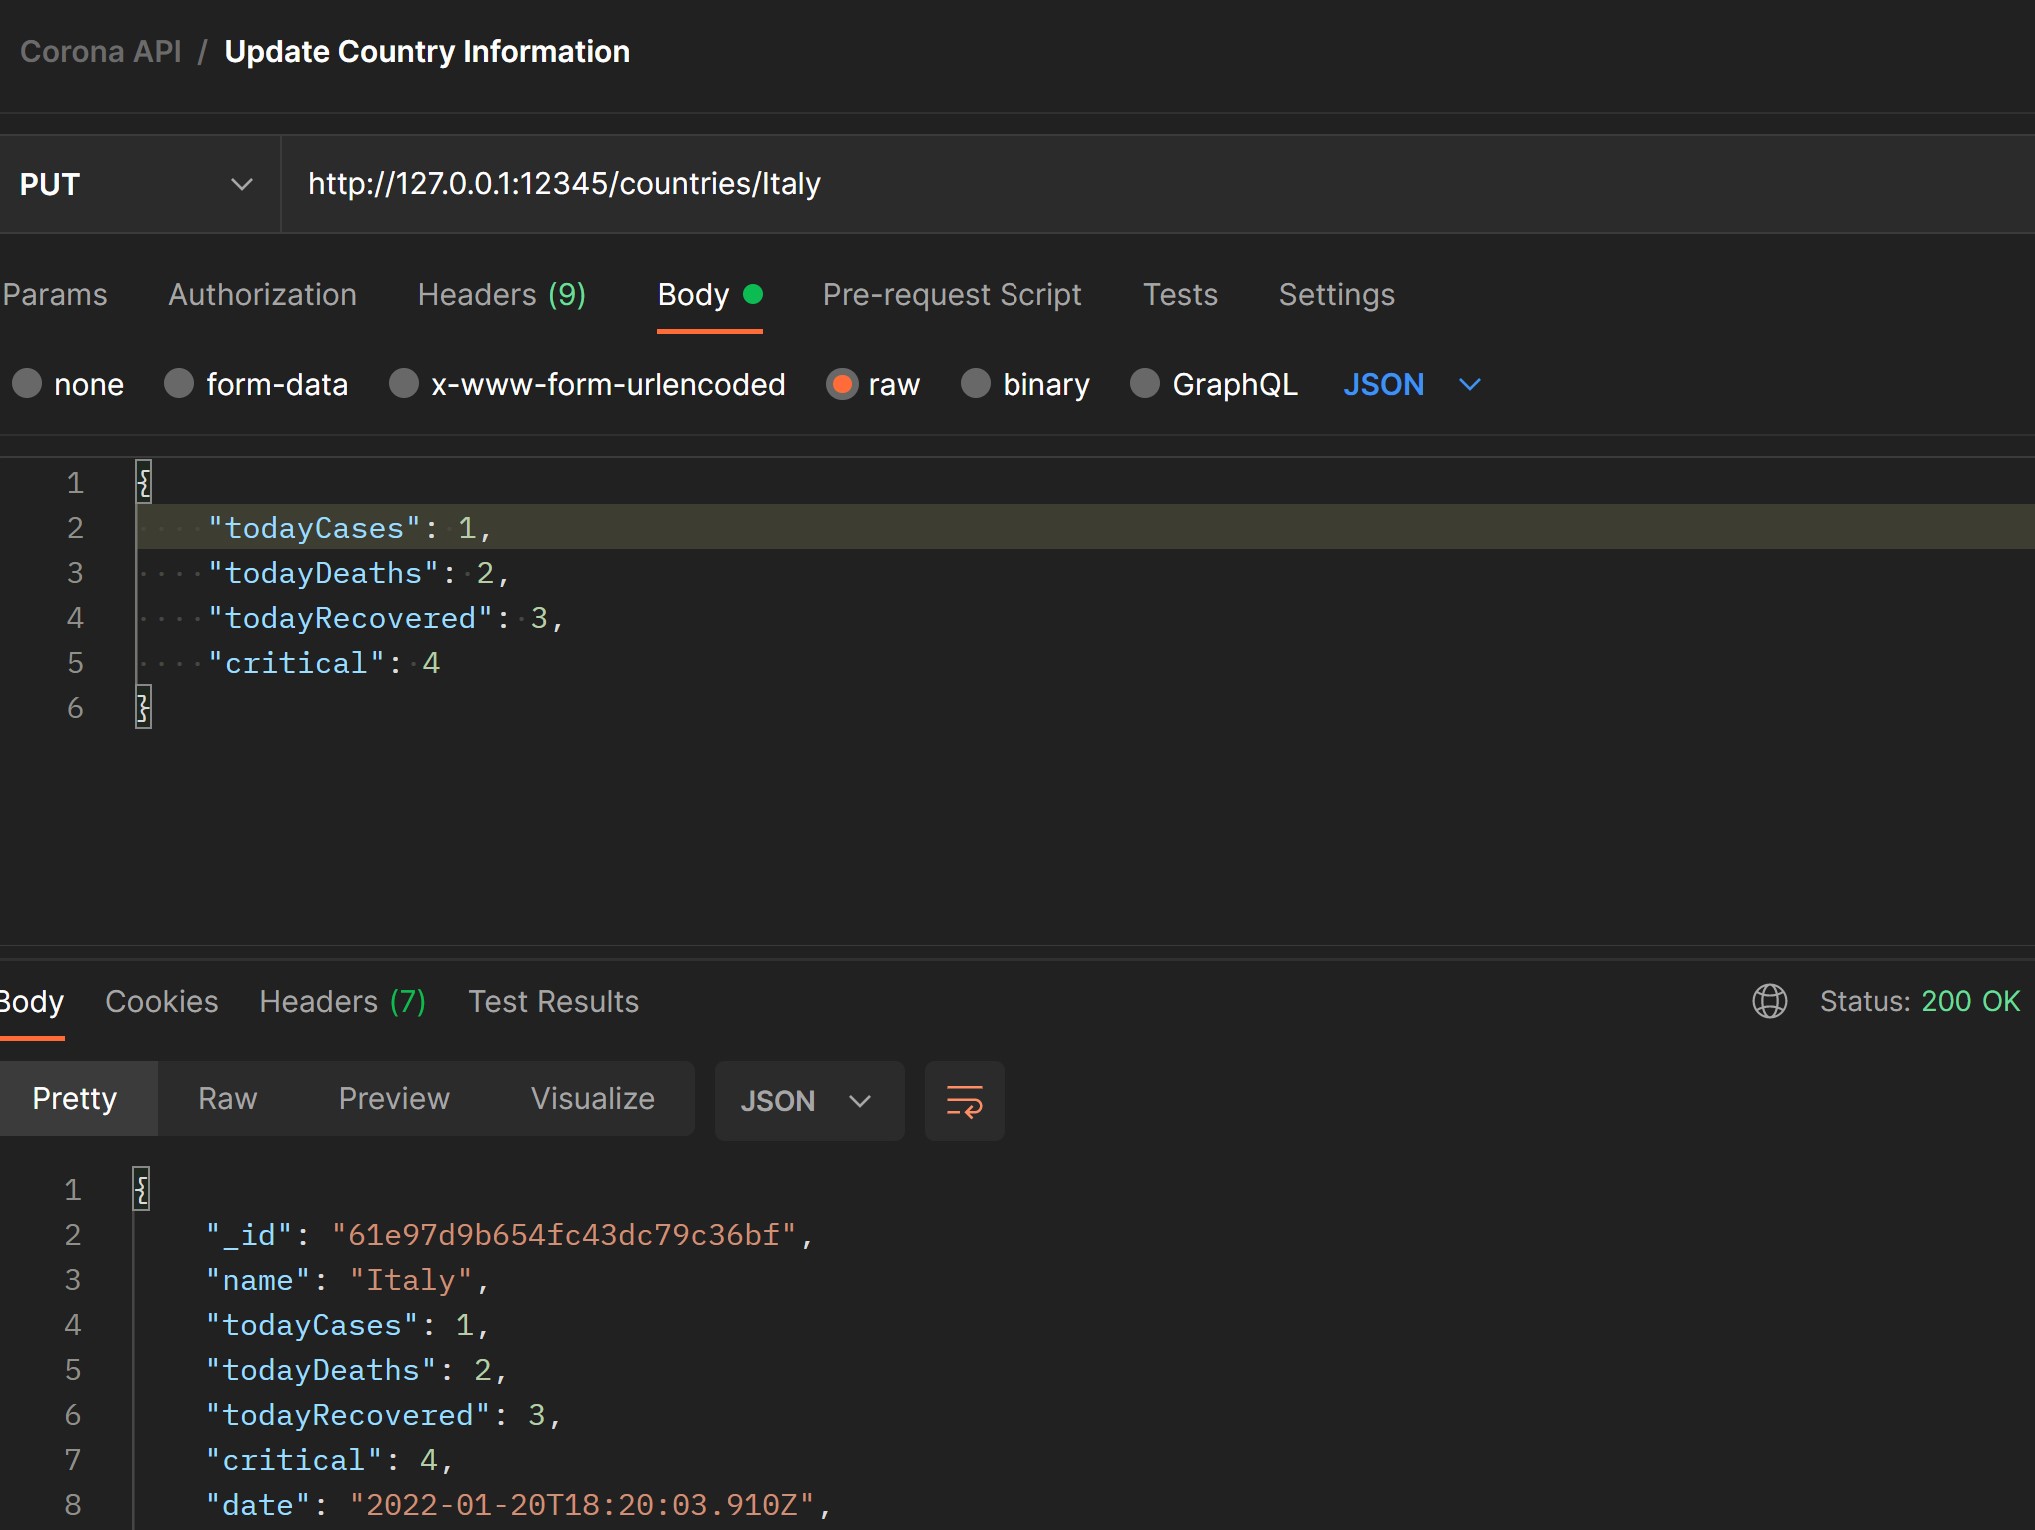 Corona API / Update Country Information
PUT http://127.0.0.1:12345/countries/Italy
Params Authorization Headers (9) Body Pre-request Script Tests Settings
none form-data x-www-form-urlencoded raw binary GraphQL JSON
1 {
2 "todayCases": 1,
3 "todayDeaths": 2,
4 "todayRecovered": 3,
5 "critical": 4
6 }
Body Cookies Headers (7) Test Results Status: 200 OK
Pretty Raw Preview Visualize JSON
1 {
2 "_id": "61e97d9b654fc43dc79c36bf",
3 "name": "Italy",
4 "todayCases": 1,
5 "todayDeaths": 2,
6 "todayRecovered": 3,
7 "critical": 4,
8 "date": "2022-01-20T18:20:03.910Z",